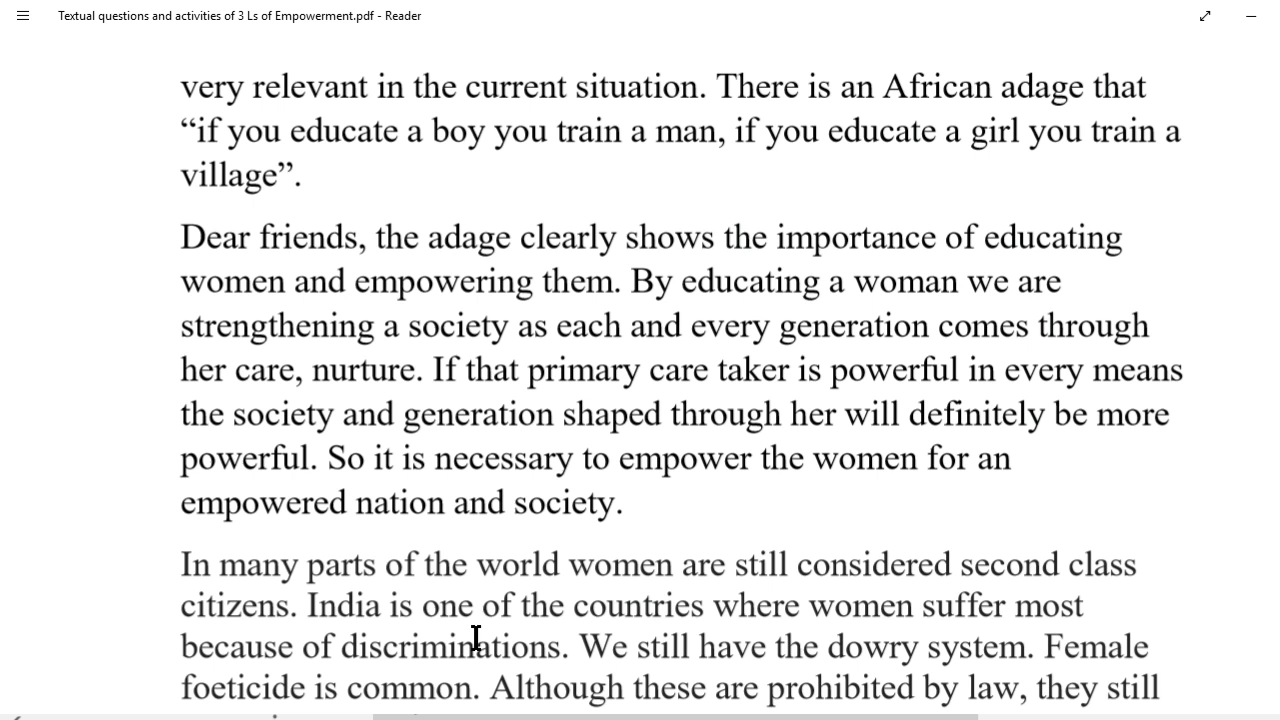 Textual questions and activities of 3 Ls of Empowerment.pdf - Reader
very relevant in the current situation. There is an African adage that
“if you educate a boy you train a man, if you educate a girl you train a
village”.
Dear friends, the adage clearly shows the importance of educating
women and empowering them. By educating a woman we are
strengthening a society as each and every generation comes through
her care, nurture. If that primary care taker is powerful in every means
the society and generation shaped through her will definitely be more
powerful. So it is necessary to empower the women for an
empowered nation and society.
In many parts of the world women are still considered second class
citizens. India is one of the countries where women suffer most
because of discriminations. We still have the dowry system. Female
foeticide is common. Although these are prohibited by law, they still